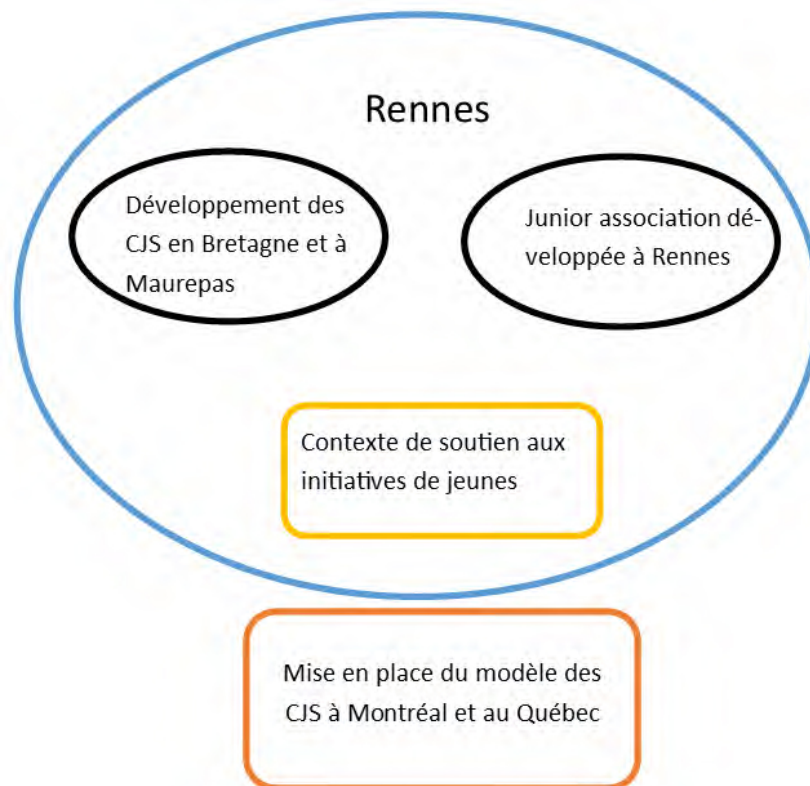 Rennes
Développement des
CJS en Bretagne et à
Maurepas
Junior association dé-
veloppée à Rennes
Contexte de soutien aux
initiatives de jeunes
Mise en place du modèle des
CJS à Montréal et au Québec